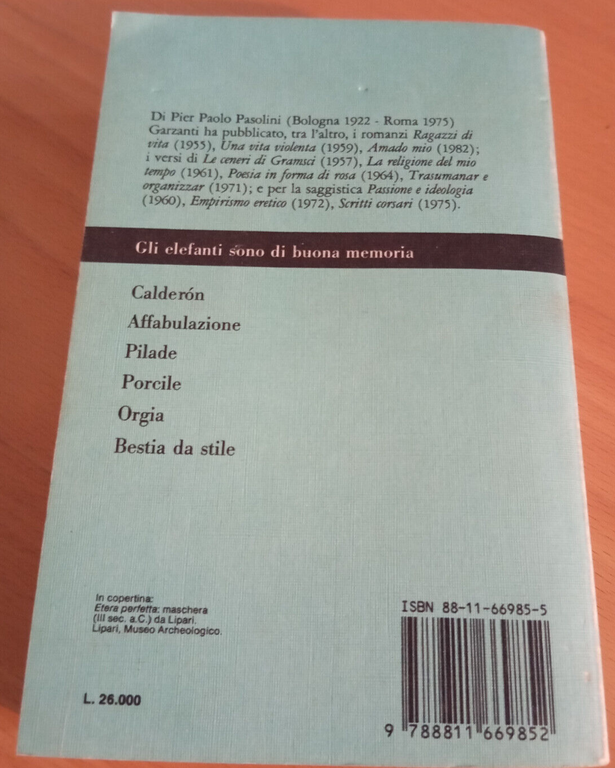 Di Pier Paolo Pasolini (Bologna 1922 - Roma 1975)
Garzanti ha pubblicato, tra l'altro, i romanzi Ragazzi di
vita (1955), Una vita violenta (1959), Amado mio (1982);
i versi di Le ceneri di Gramsci (1957), La religione del mio
tempo (1961), Poesia in forma di rosa (1964), Trasumanar e
organizzar (1971); e per la saggistica Passione e ideologia
(1960), Empirismo eretico (1972), Scritti corsari (1975).
Gli elefanti sono di buona memoria
Calderón
Affabulazione
Pilade
Porcile
Orgia
Bestia da stile
In copertina:
Etera perfetta: maschera
(III sec. a.C.) da Lipari.
Lipari, Museo Archeologico.
L. 26.000
ISBN 88-11-66985-5
9 788811 669852